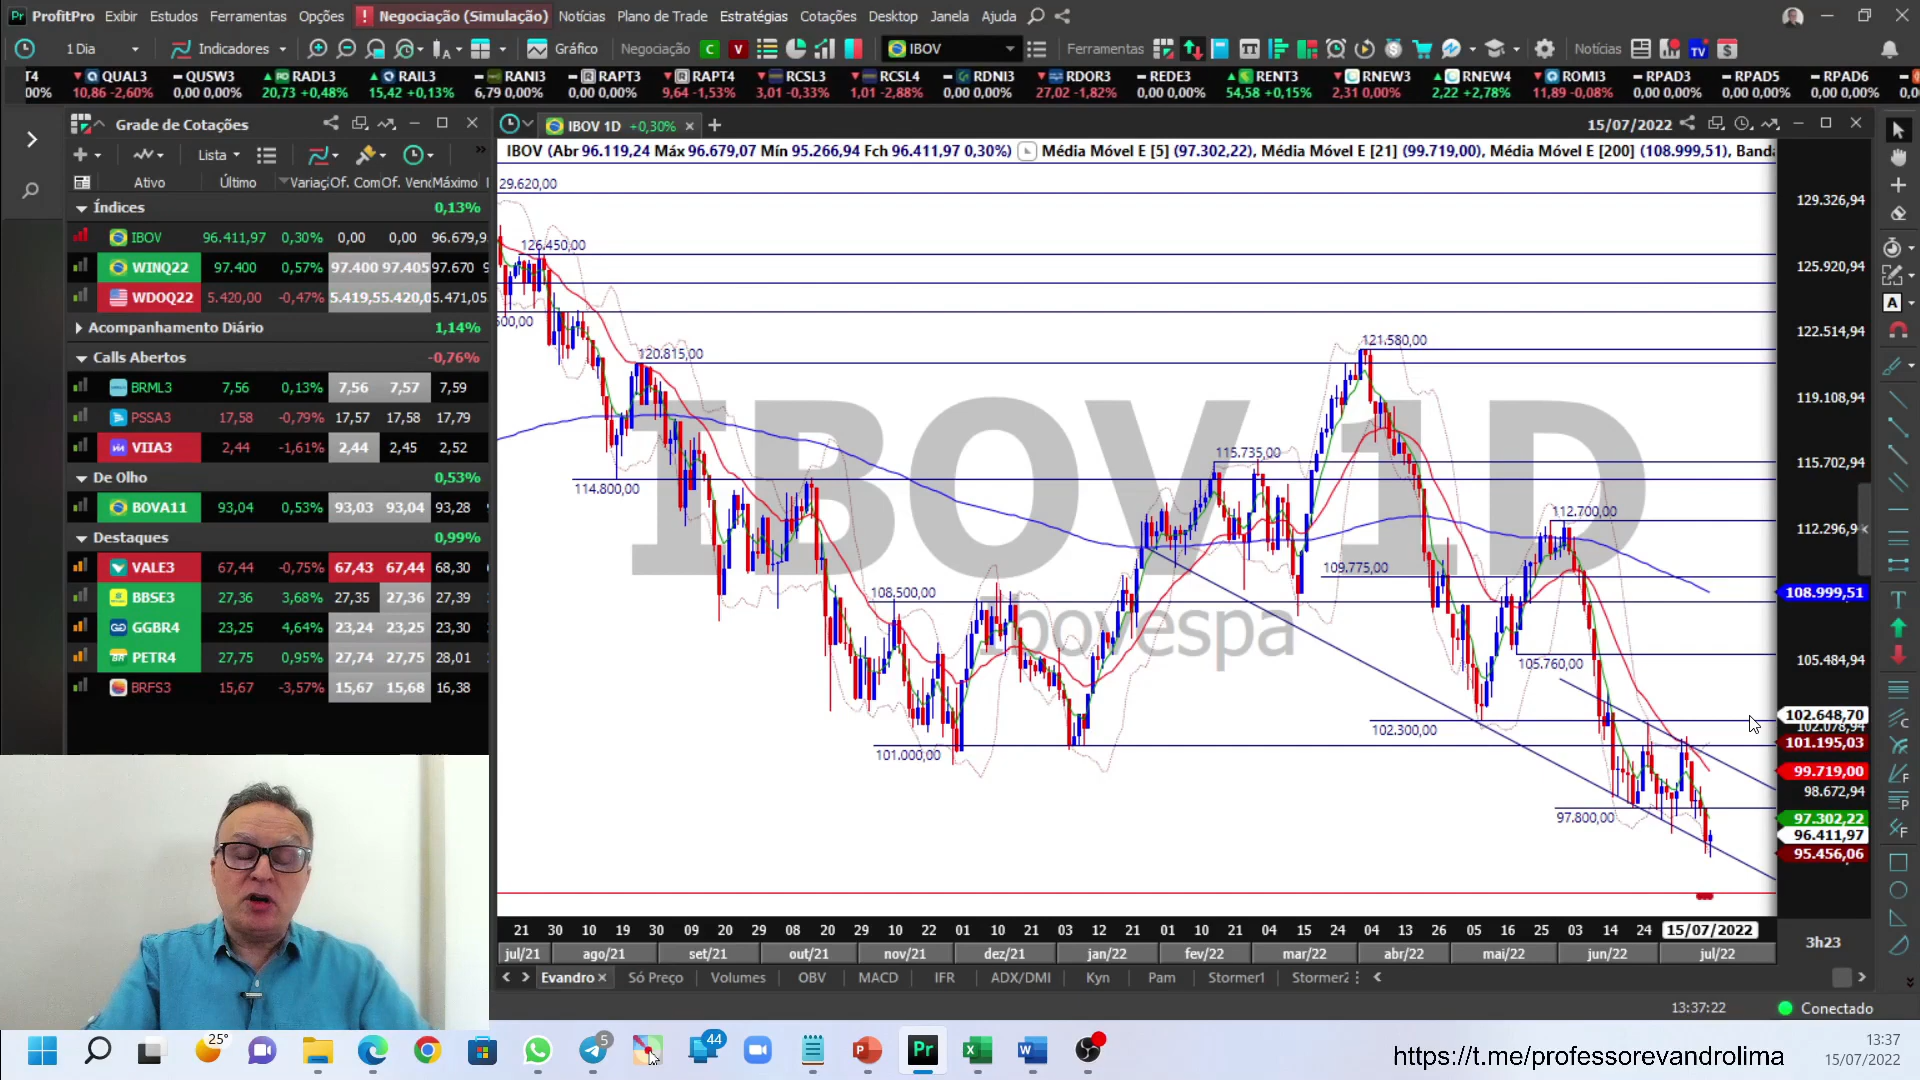 ProfitPro Exibir Estudos Ferramentas Opções Negociação (Simulação) Notícias Plano de Trade Estratégias Cotações Desktop Janela Ajuda
1 Dia Indicadores Gráfico Negociação C V IBOV Ferramentas Notícias
T4 QUAL3 QUSW3 RADL3 RAIL3 RANI3 RAPT3 RAPT4 RCSL3 RCSL4 RDNI3 RDOR3 REDE3 RENT3 RNEW3 RNEW4 ROMI3 RPAD3 RPAD5 RPAD6
00% 10,86 -2,60% 0,00 0,00% 20,73 +0,48% 15,42 +0,13% 6,79 0,00% 0,00 0,00% 9,64 -1,53% 3,01 -0,33% 1,01 -2,88% 0,00 0,00% 27,02 -1,82% 0,00 0,00% 54,58 +0,15% 2,31 0,00% 2,22 +2,78% 11,89 -0,08% 0,00 0,00% 0,00 0,00% 0,00 0,00%
Grade de Cotações
Lista
Ativo Último Variaç Of. Com Of. Ven Máximo
Índices 0,13%
IBOV 96.411,97 0,30% 0,00 0,00 96.679,9
WINQ22 97.400 0,57% 97.400 97.405 97.670
WDOQ22 5.420,00 -0,47% 5.419,5 5.420,0 5.471,05
Acompanhamento Diário 1,14%
Calls Abertos -0,76%
BRML3 7,56 0,13% 7,56 7,57 7,59
PSSA3 17,58 -0,79% 17,57 17,58 17,79
VIIA3 2,44 -1,61% 2,44 2,45 2,52
De Olho 0,53%
BOVA11 93,04 0,53% 93,03 93,04 93,28
Destaques 0,99%
VALE3 67,44 -0,75% 67,43 67,44 68,30
BBSE3 27,36 3,68% 27,35 27,36 27,39
GGBR4 23,25 4,64% 23,24 23,25 23,30
PETR4 27,75 0,95% 27,74 27,75 28,01
BRFS3 15,67 -3,57% 15,67 15,68 16,38
IBOV 1D +0,30% 15/07/2022
IBOV (Abr 96.119,24 Máx 96.679,07 Mín 95.266,94 Fch 96.411,97 0,30%) Média Móvel E [5] (97.302,22), Média Móvel E [21] (99.719,00), Média Móvel E [200] (108.999,51), Banda
29.620,00
126.450,00
500,00
120.815,00
121.580,00
115.735,00
114.800,00
112.700,00
109.775,00
108.500,00
105.760,00
102.300,00
101.000,00
97.800,00
IBOV 1D
Ibovespa
129.326,94
125.920,94
122.514,94
119.108,94
115.702,94
112.296,9
108.999,51
105.484,94
102.648,70
102.078,94
101.195,03
99.719,00
98.672,94
97.302,22
96.411,97
95.456,06
21 30 10 19 30 09 20 29 08 20 29 11 22 01 10 22 03 12 21 01 10 21 04 15 24 04 13 26 05 16 25 03 14 24 15/07/2022
jul/21 ago/21 set/21 out/21 nov/21 dez/21 jan/22 fev/22 mar/22 abr/22 mai/22 jun/22 jul/22
3h23
Evandro Só Preço Volumes OBV MACD IFR ADX/DMI Kyn Pam Stormer1 Stormer2
13:37:22 Conectado
25° 5 44
https://t.me/professorevandrolima
13:37
15/07/2022